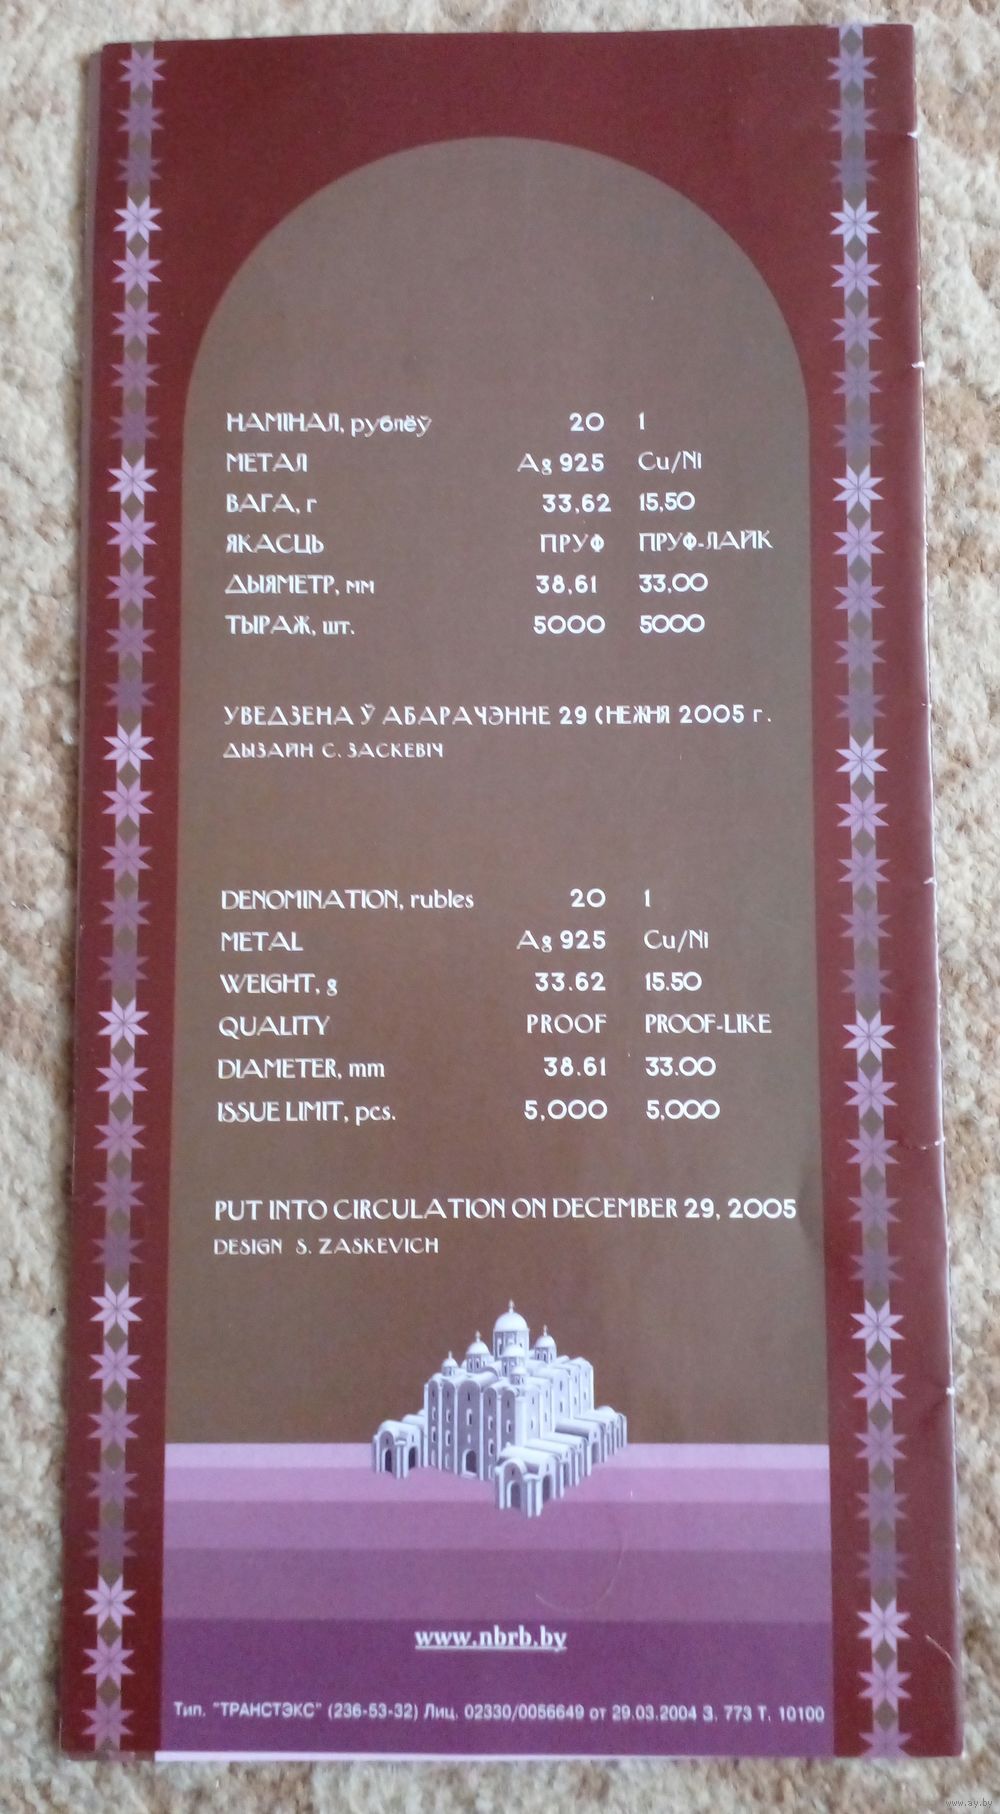 НАМІНАЛ, рублёў 20 1
МЕТАЛ Ag 925 Cu/Ni
ВАГА, г 33,62 15,50
ЯКАСЦЬ ПРУФ ПРУФ-ЛАЙК
ДЫЯМЕТР, мм 38,61 33,00
ТЫРАЖ, шт. 5000 5000
УВЕДЗЕНА Ў АБАРАЧЭННЕ 29 СНЕЖНЯ 2005 г.
ДЫЗАЙН С. ЗАСКЕВІЧ
DENOMINATION, rubles 20 1
METAL Ag 925 Cu/Ni
WEIGHT, g 33.62 15.50
QUALITY PROOF PROOF-LIKE
DIAMETER, mm 38.61 33.00
ISSUE LIMIT, pcs. 5,000 5,000
PUT INTO CIRCULATION ON DECEMBER 29, 2005
DESIGN S. ZASKEVICH
www.nbrb.by
Тип. "ТРАНСТЭКС" (236-53-32) Лиц. 02330/0056649 от 29.03.2004 З. 773 Т. 10100
www.ay.by